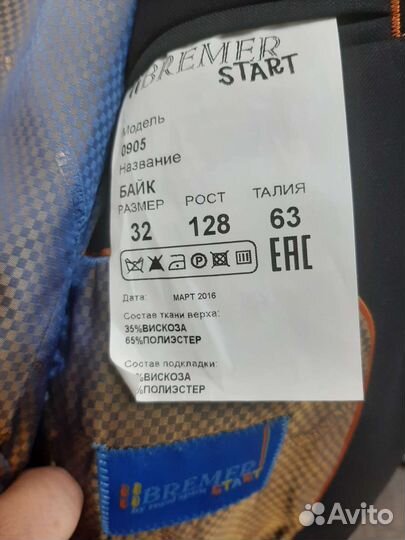 BREMER
START
Модель
0905
Название
БАЙК
РАЗМЕР РОСТ ТАЛИЯ
32 128 63
EAC
Дата: МАРТ 2016
Состав ткани верха:
35%ВИСКОЗА
65%ПОЛИЭСТЕР
Состав подкладки:
%ВИСКОЗА
%ПОЛИЭСТЕР
BREMER
START
Avito